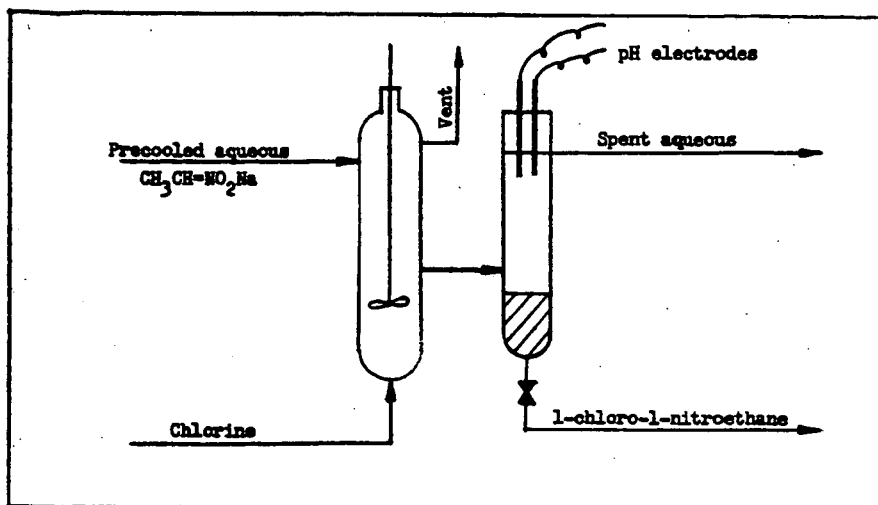 pH electrodes
Vent
Spent aqueous
Precooled aqueous
CH3CH=NO2Na
Chlorine
1-chloro-1-nitroethane